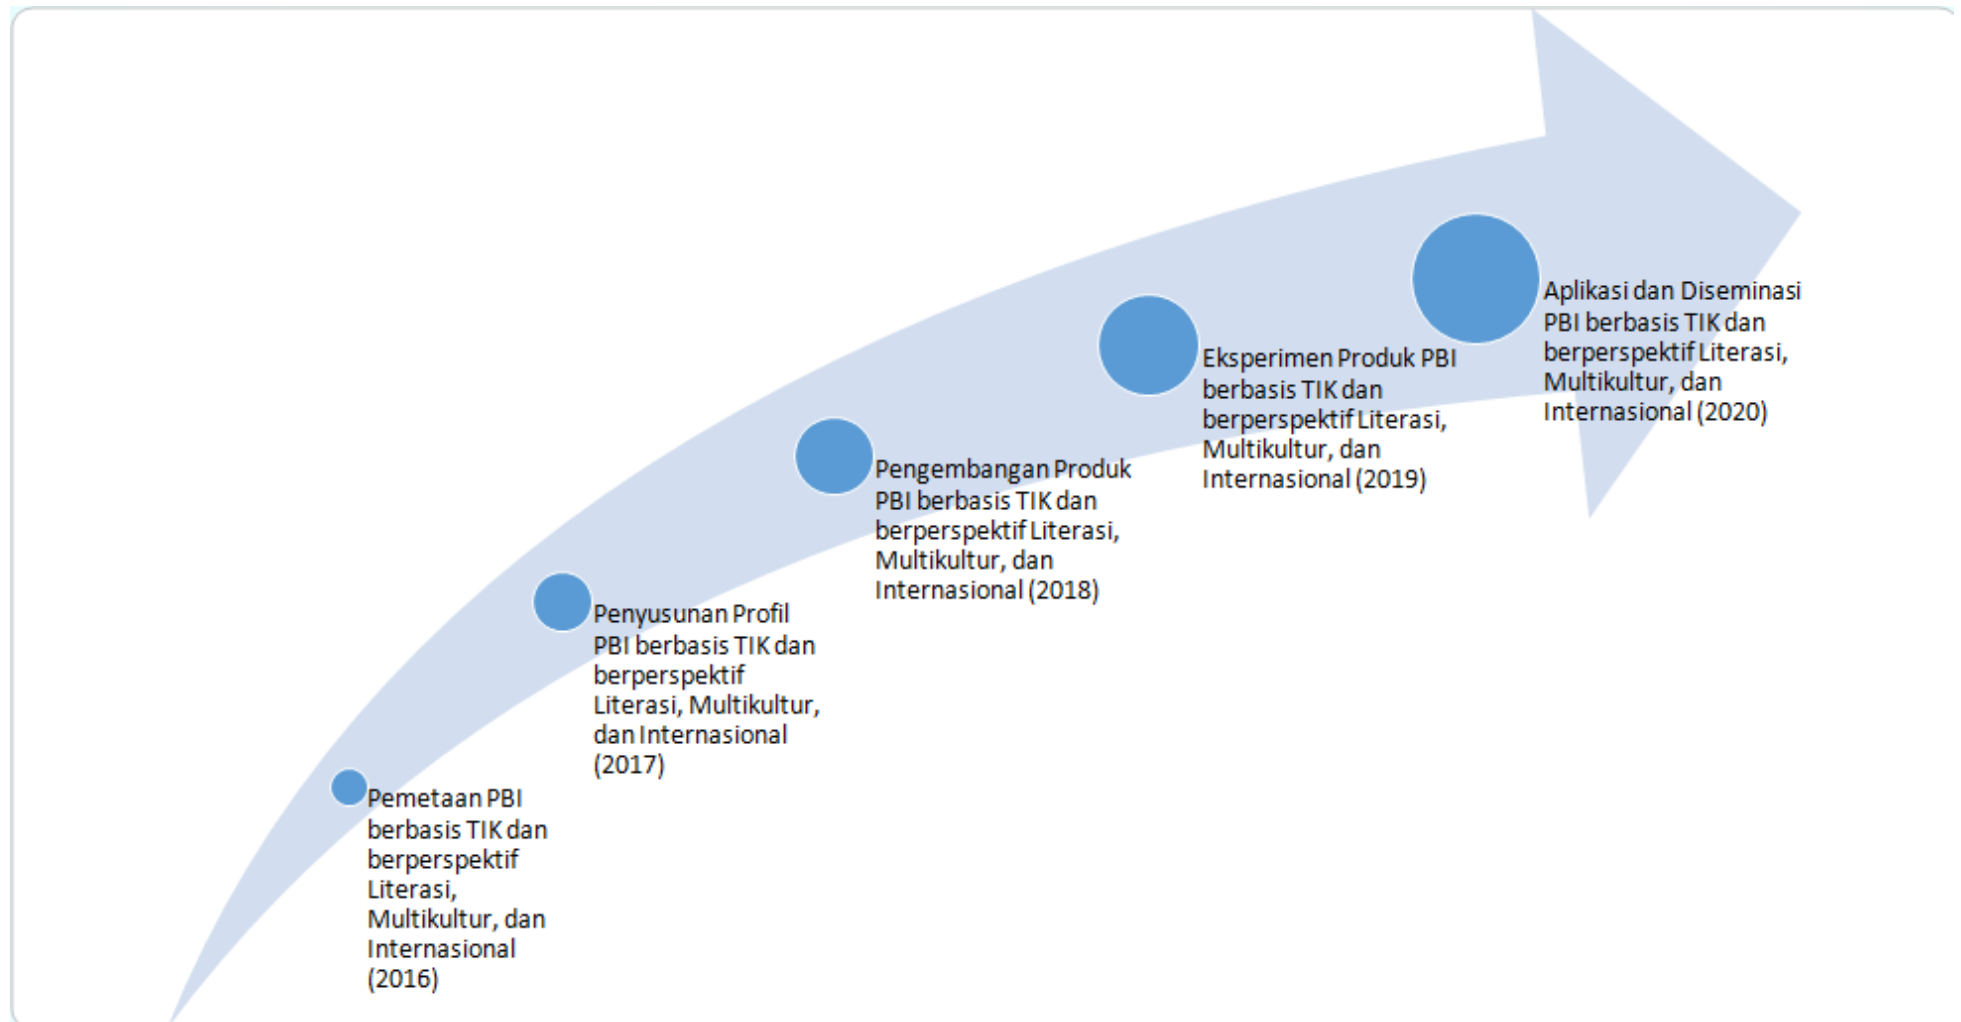 Pemetaan PBI
berbasis TIK dan
berperspektif
Literasi,
Multikultur, dan
Internasional
(2016)
Penyusunan Profil
PBI berbasis TIK dan
berperspektif
Literasi, Multikultur,
dan Internasional
(2017)
Pengembangan Produk
PBI berbasis TIK dan
berperspektif Literasi,
Multikultur, dan
Internasional (2018)
Eksperimen Produk PBI
berbasis TIK dan
berperspektif Literasi,
Multikultur, dan
Internasional (2019)
Aplikasi dan Diseminasi
PBI berbasis TIK dan
berperspektif Literasi,
Multikultur, dan
Internasional (2020)